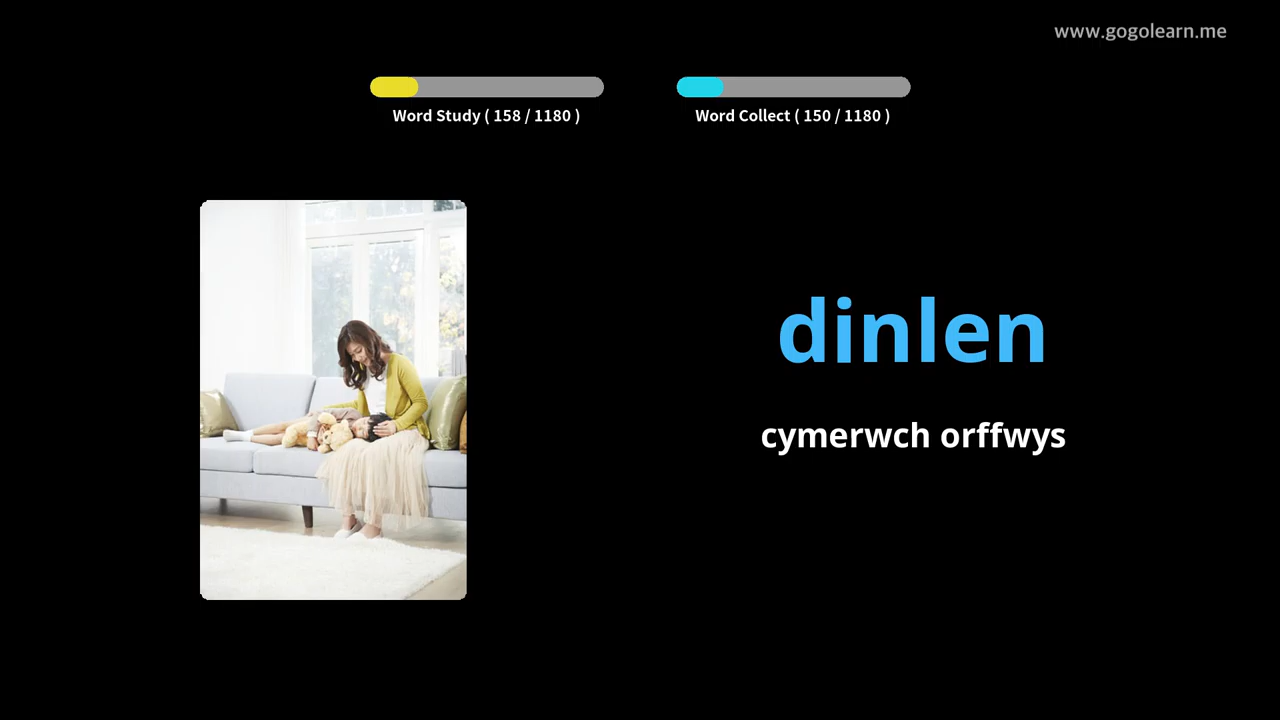 www.gogolearn.me
Word Study ( 158 / 1180 )
Word Collect ( 150 / 1180 )
dinlen
cymerwch orffwys